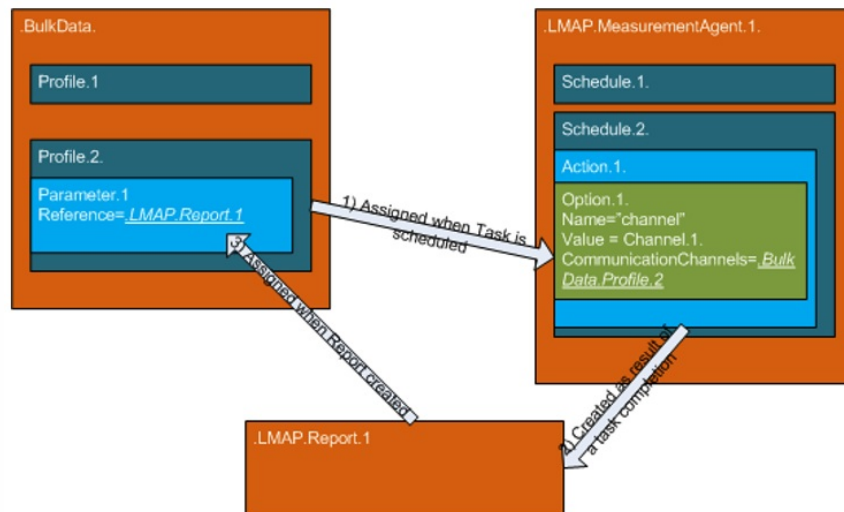 .BulkData.
Profile.1
Profile.2.
Parameter.1
Reference=.LMAP.Report.1
1) Assigned when Task is
scheduled
.LMAP.MeasurementAgent.1.
Schedule.1.
Schedule.2.
Action.1.
Option.1.
Name="channel"
Value = Channel.1.
CommunicationChannels=.Bulk
Data.Profile.2
2) Created as result of
a task completion
3) Assigned when Report created
.LMAP.Report.1